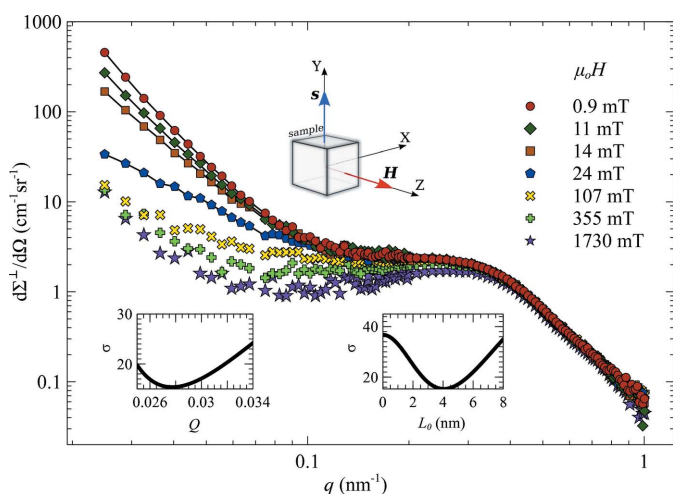 1000
100
10
1
0.1
dΣ⊥/dΩ (cm⁻¹sr⁻¹)
Y
s
sample
X
H
Z
μₒH
0.9 mT
11 mT
14 mT
24 mT
107 mT
355 mT
1730 mT
30
20
σ
0.026 0.03 0.034
Q
40
20
σ
0 2 4 6 8
L₀ (nm)
0.1 1
q (nm⁻¹)